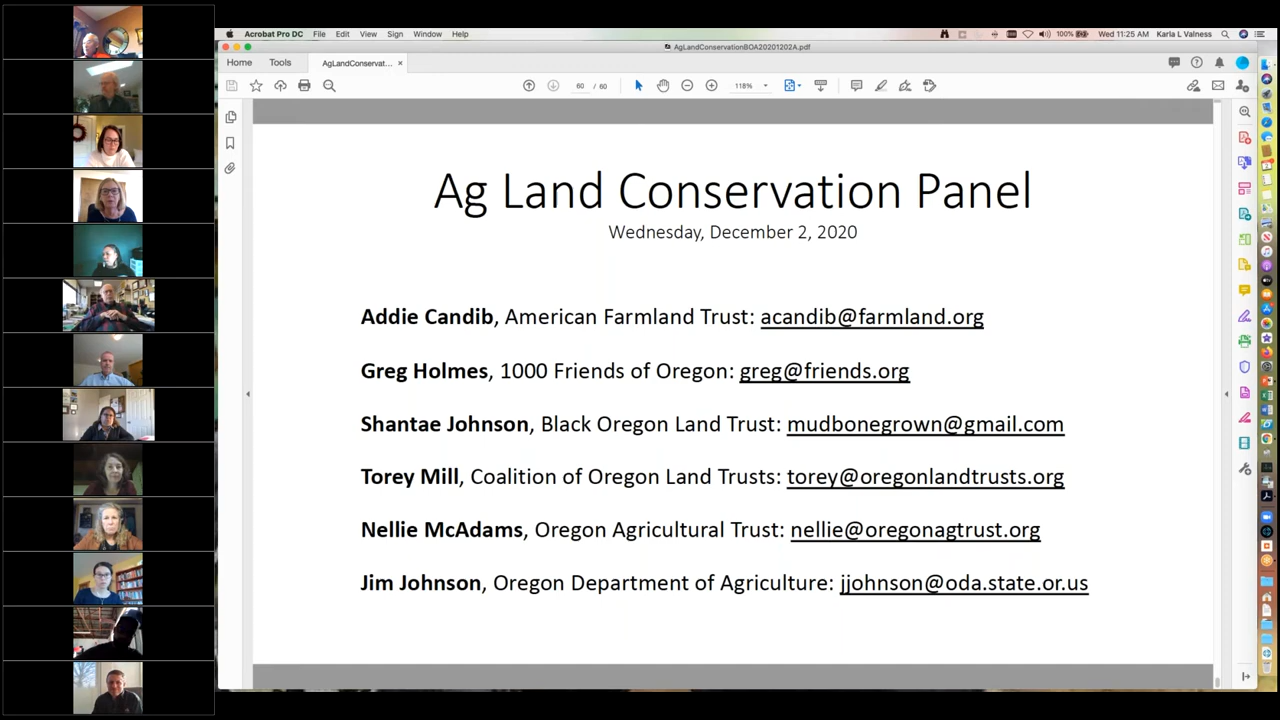 Acrobat Pro DC File Edit View Sign Window Help 100% Wed 11:25 AM Karla L Valness
AgLandConservationBOA20201202A.pdf
Home Tools AgLandConservat... ×
60 / 60 118%
Ag Land Conservation Panel
Wednesday, December 2, 2020
Addie Candib, American Farmland Trust: acandib@farmland.org
Greg Holmes, 1000 Friends of Oregon: greg@friends.org
Shantae Johnson, Black Oregon Land Trust: mudbonegrown@gmail.com
Torey Mill, Coalition of Oregon Land Trusts: torey@oregonlandtrusts.org
Nellie McAdams, Oregon Agricultural Trust: nellie@oregonagtrust.org
Jim Johnson, Oregon Department of Agriculture: jjohnson@oda.state.or.us